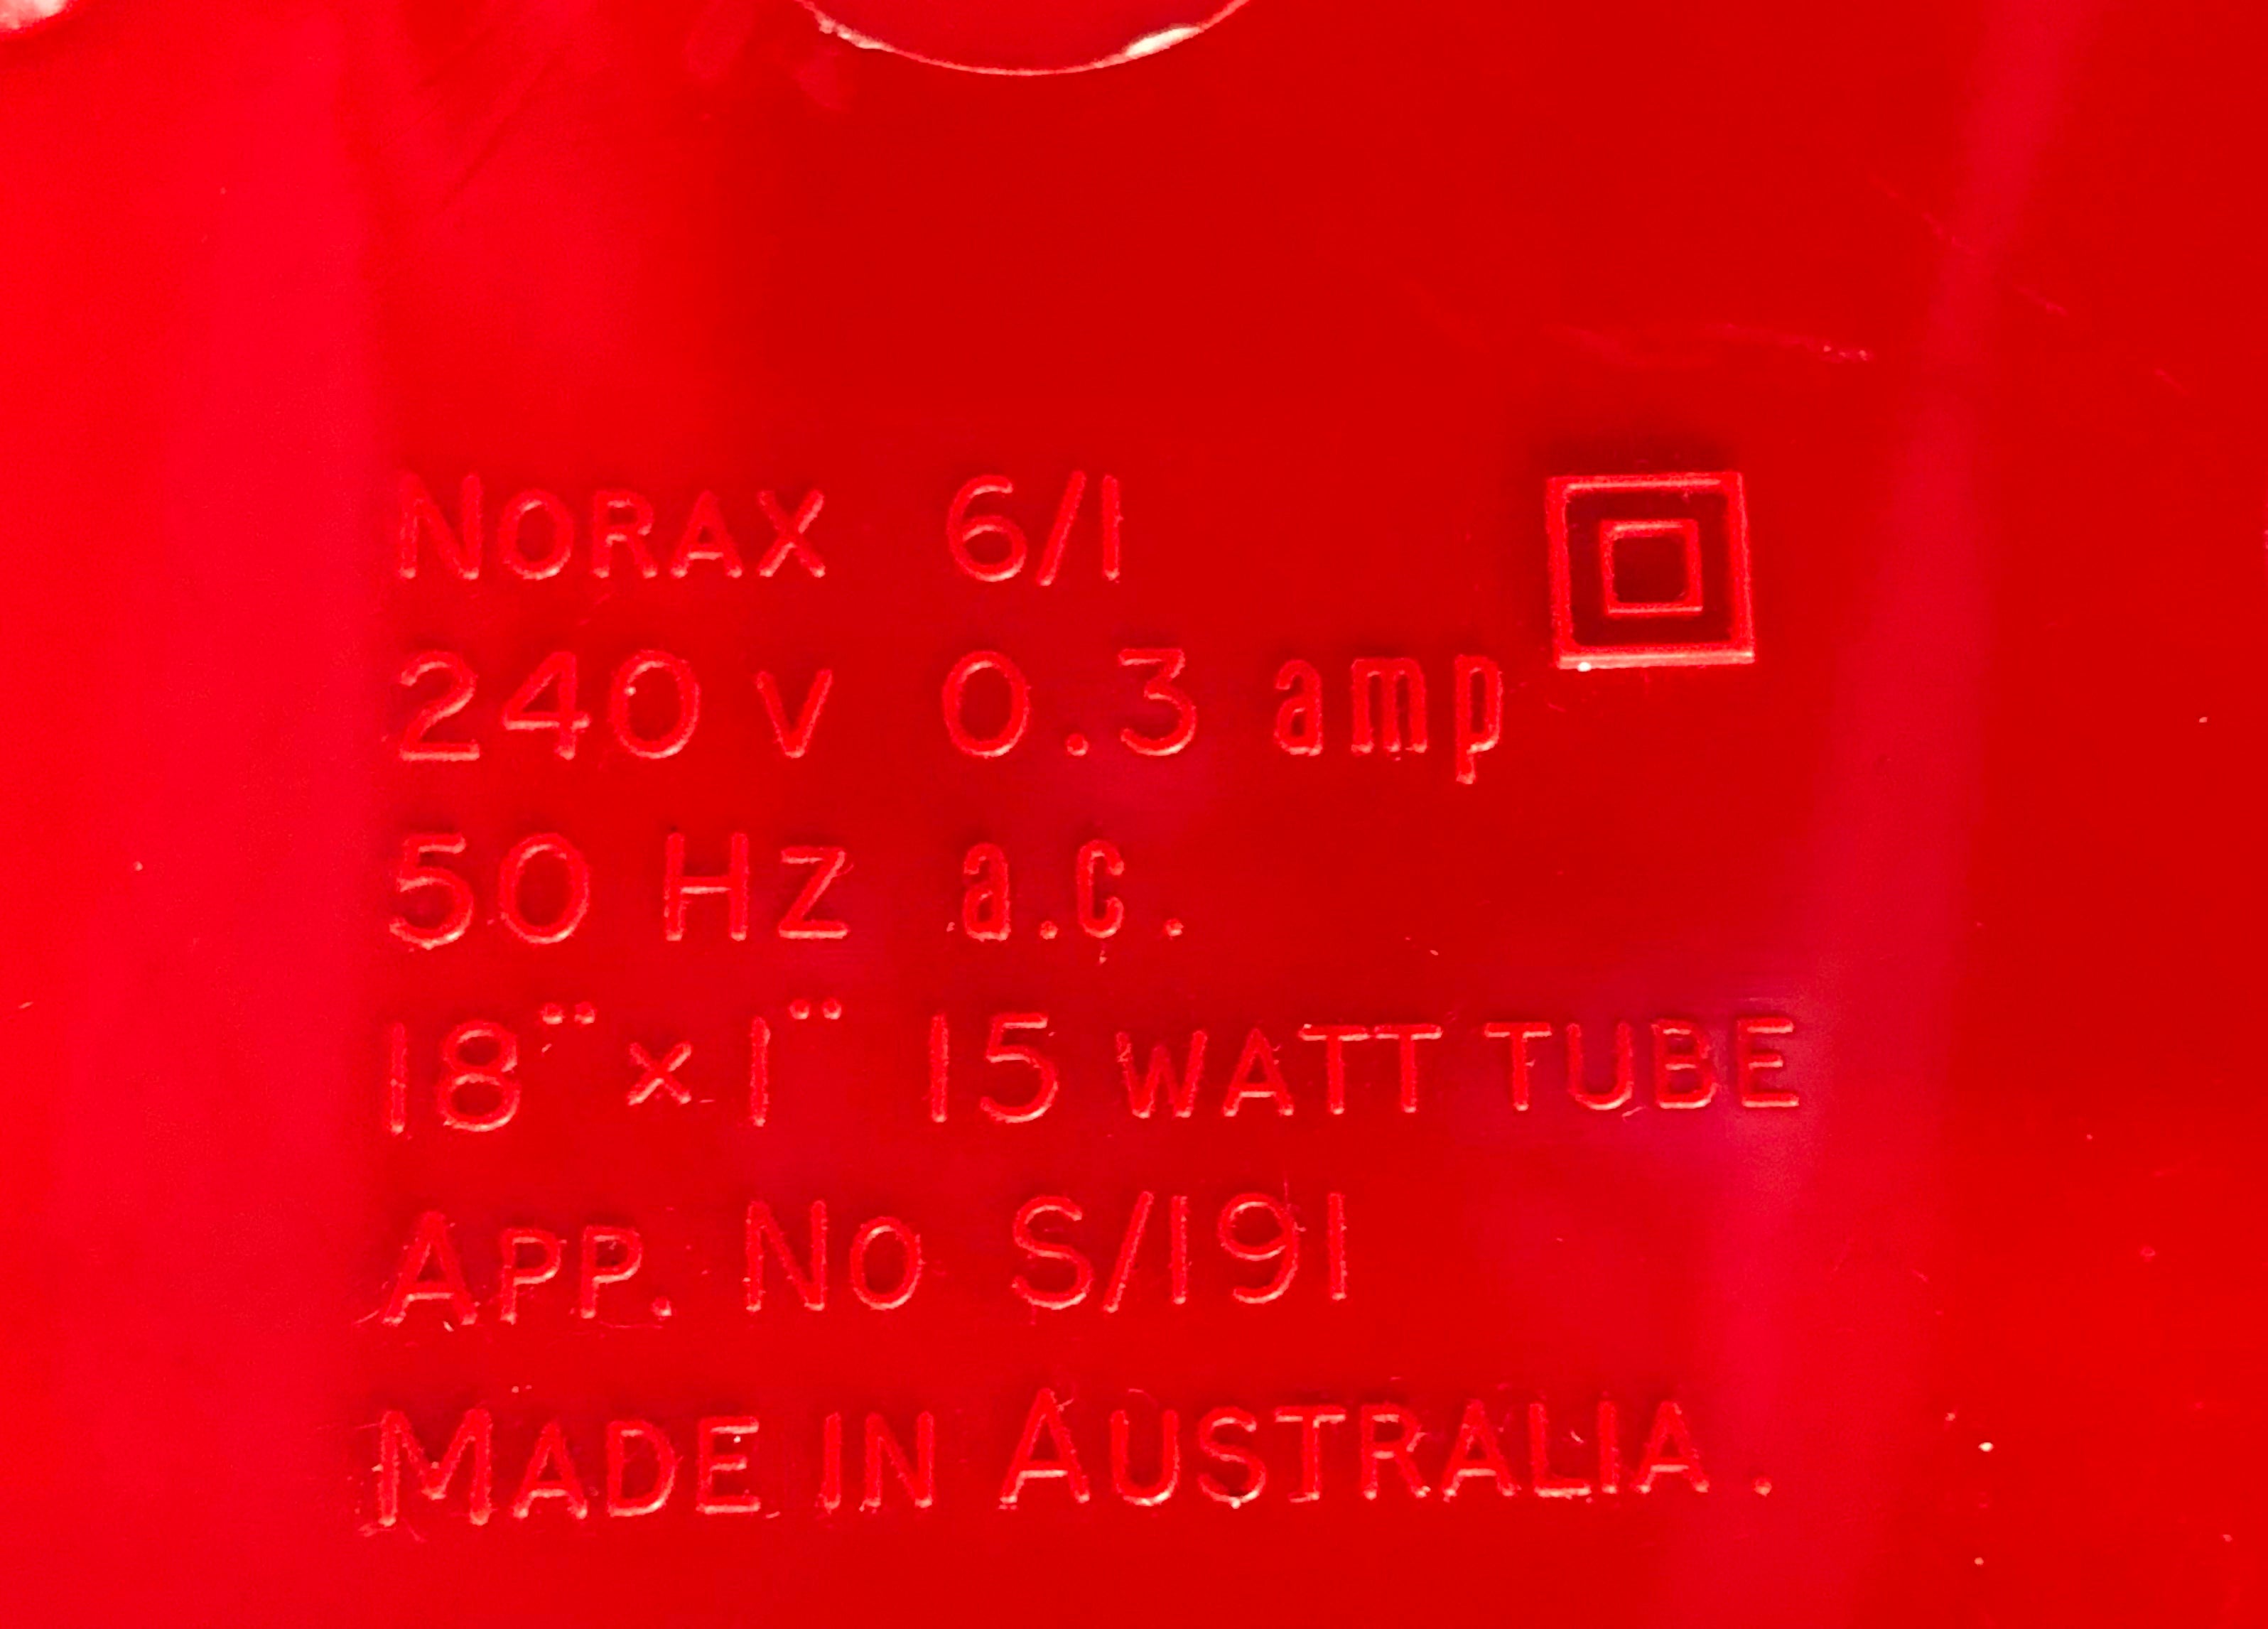 NORAX 6/1
240 V 0.3 amp
50 HZ a.c.
18" x 1" 15 WATT TUBE
APP. NO S/191
MADE IN AUSTRALIA.